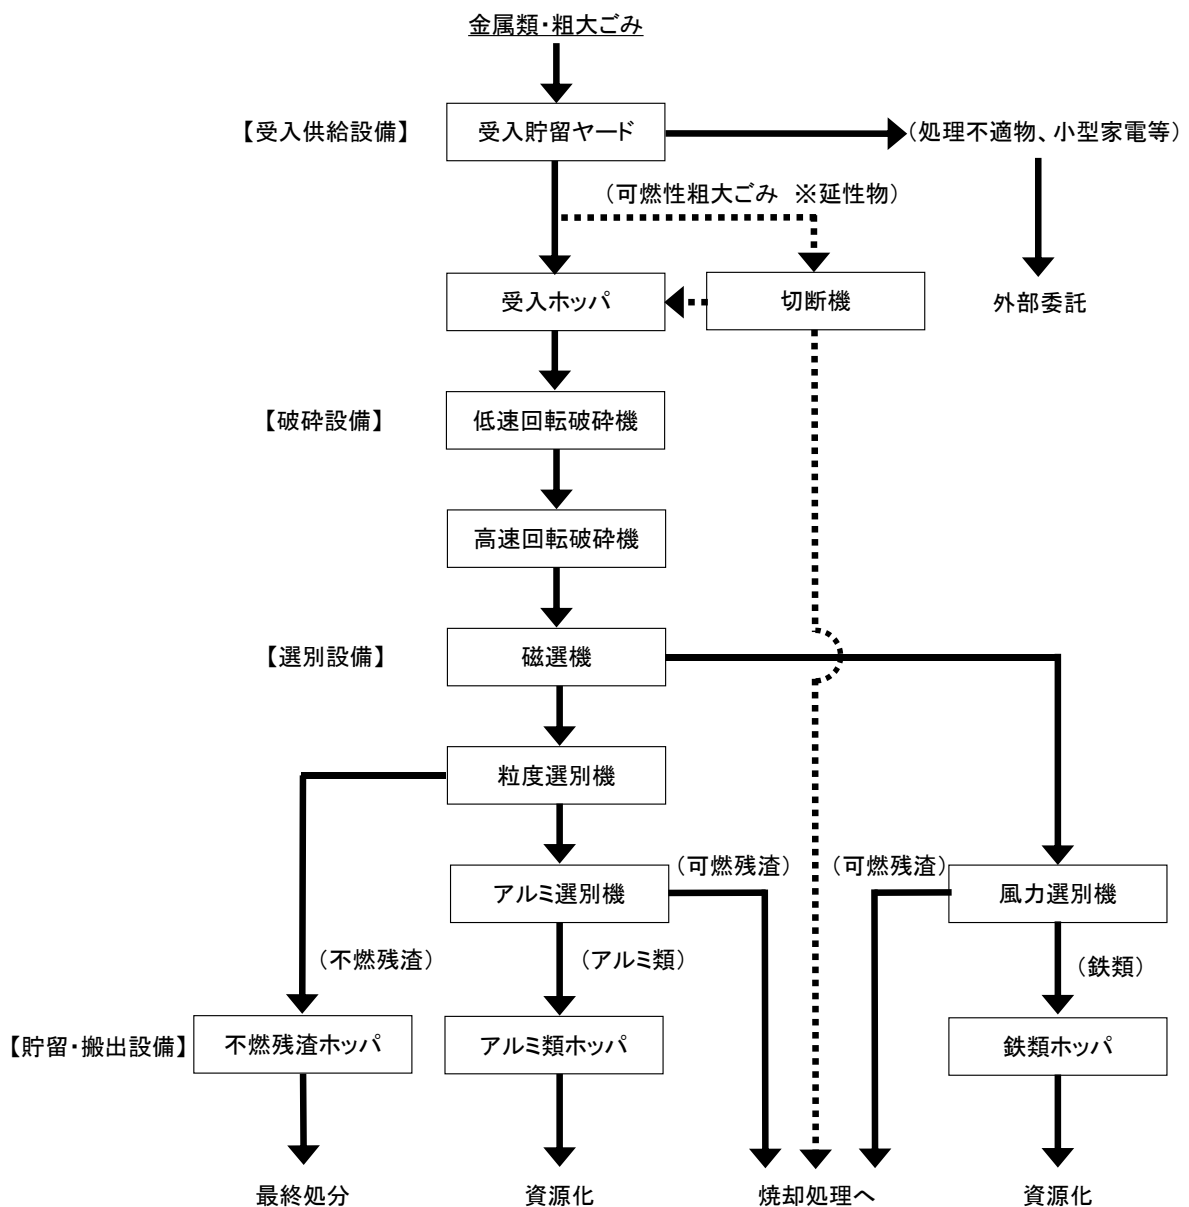 金属類・粗大ごみ
【受入供給設備】
受入貯留ヤード
(処理不適物、小型家電等)
(可燃性粗大ごみ　※延性物)
受入ホッパ
切断機
外部委託
【破砕設備】
低速回転破砕機
高速回転破砕機
【選別設備】
磁選機
粒度選別機
(可燃残渣)
(可燃残渣)
アルミ選別機
風力選別機
(不燃残渣)
(アルミ類)
(鉄類)
【貯留・搬出設備】
不燃残渣ホッパ
アルミ類ホッパ
鉄類ホッパ
最終処分
資源化
焼却処理へ
資源化